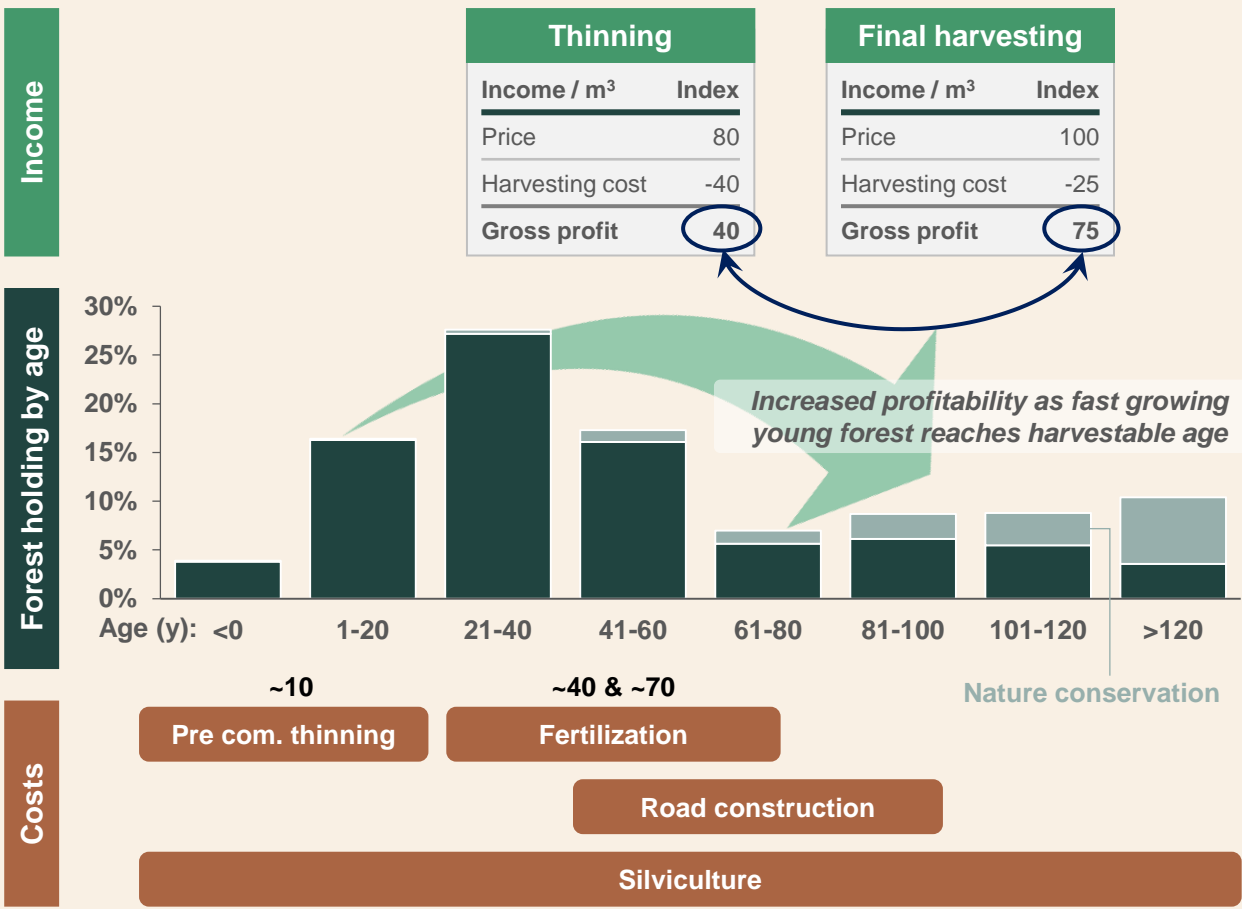 Income
Thinning
Income / m³ Index
Price 80
Harvesting cost -40
Gross profit 40
Final harvesting
Income / m³ Index
Price 100
Harvesting cost -25
Gross profit 75
Forest holding by age
30%
25%
20%
15%
10%
5%
0%
Increased profitability as fast growing
young forest reaches harvestable age
Age (y): <0 1-20 21-40 41-60 61-80 81-100 101-120 >120
Nature conservation
Costs
~10
~40 & ~70
Pre com. thinning
Fertilization
Road construction
Silviculture